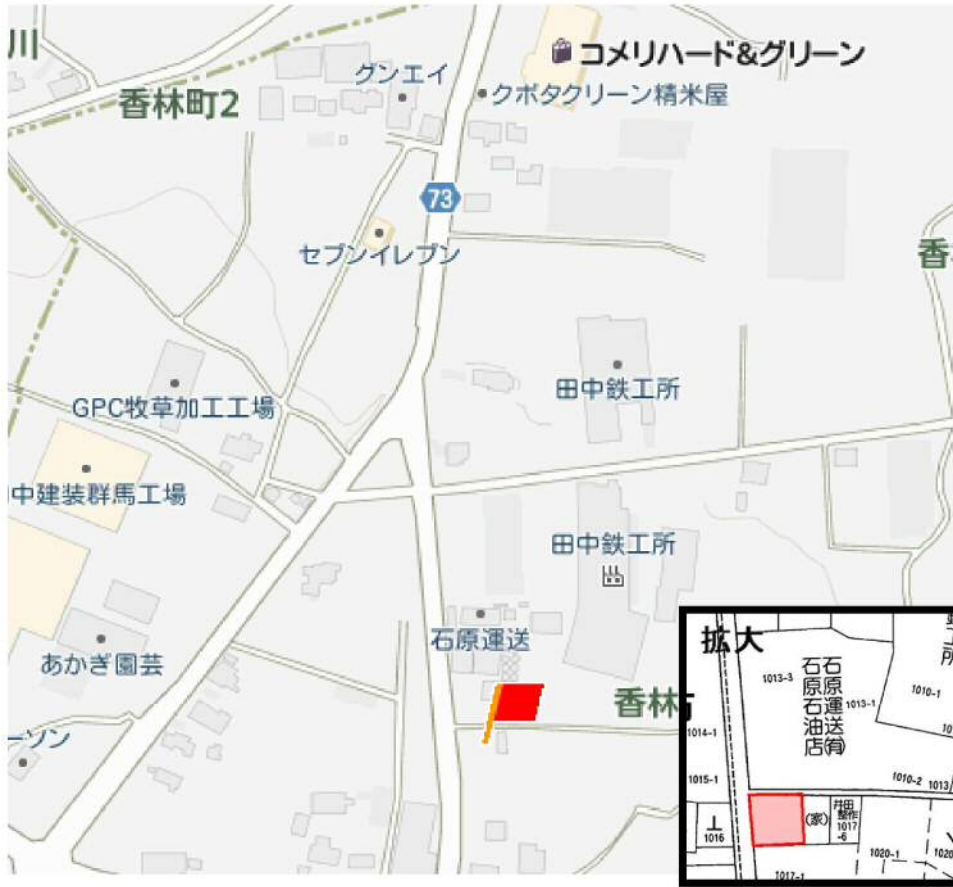 川
コメリハード&グリーン
グンエイ
クボタクリーン精米屋
香林町2
73
セブンイレブン
香
田中鉄工所
GPC牧草加工工場
中建装群馬工場
田中鉄工所
石原運送
あかぎ園芸
香林
ーソン
拡大
1013-3
石原運送㈲
石原石油店
1013-1
1010-1
所
1014-1
1015-1
1010-2
1013
1016
(家)
井田
整作
1017
-6
1020-1
1020
1017-1